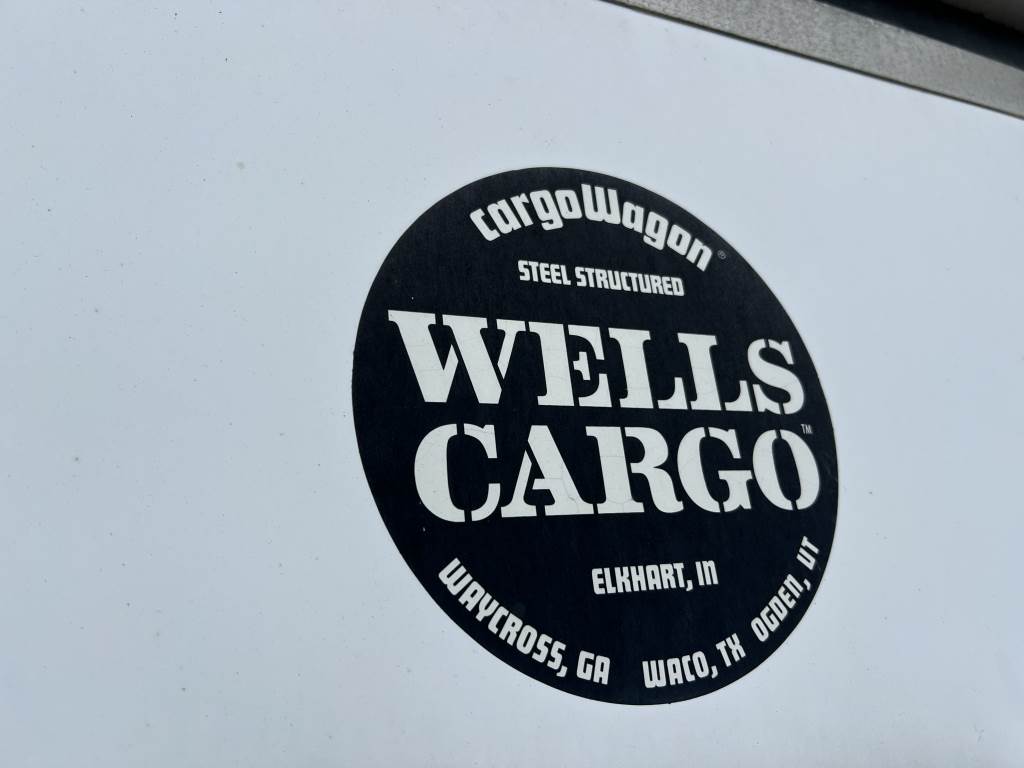 cargoWagon®
STEEL STRUCTURED
WELLS
CARGO™
ELKHART, IN
WAYCROSS, GA
WACO, TX
OGDEN, UT